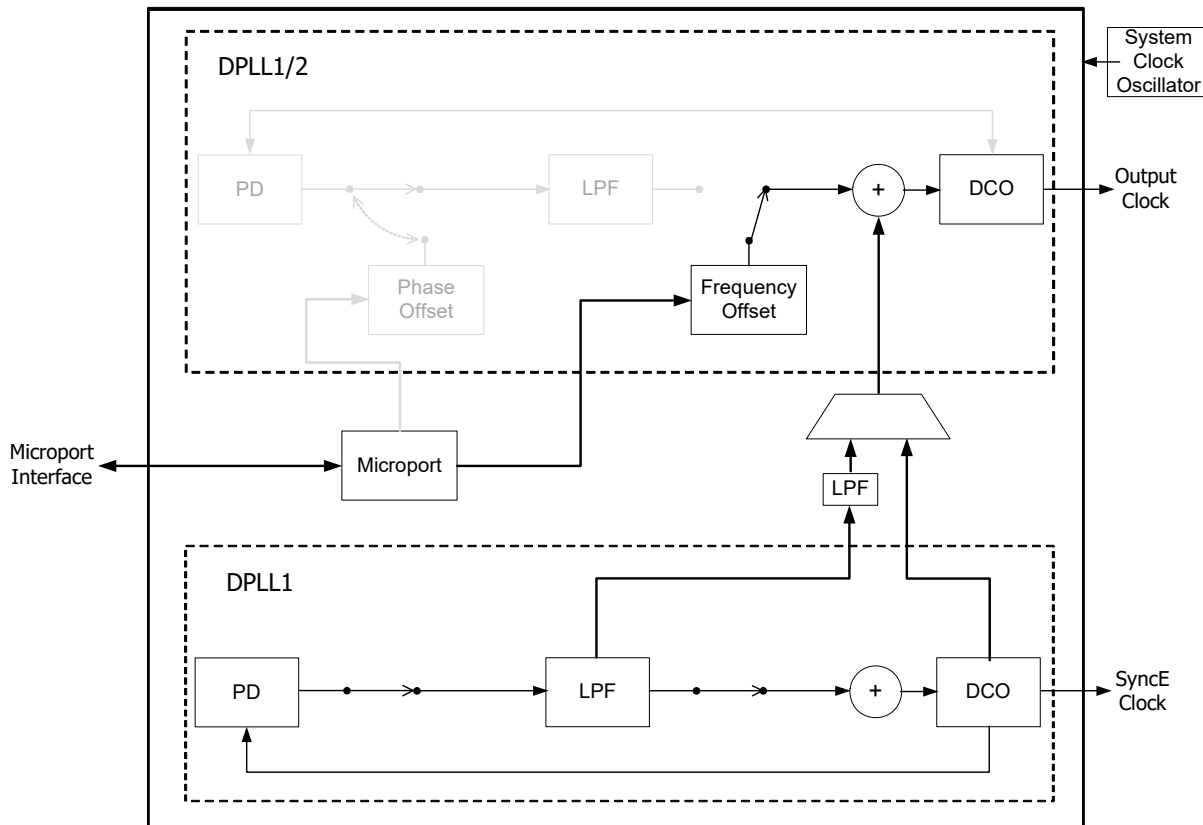 System
Clock
Oscillator
DPLL1/2
PD
LPF
+
DCO
Output
Clock
Phase
Offset
Frequency
Offset
Microport
Interface
Microport
LPF
DPLL1
PD
LPF
+
DCO
SyncE
Clock